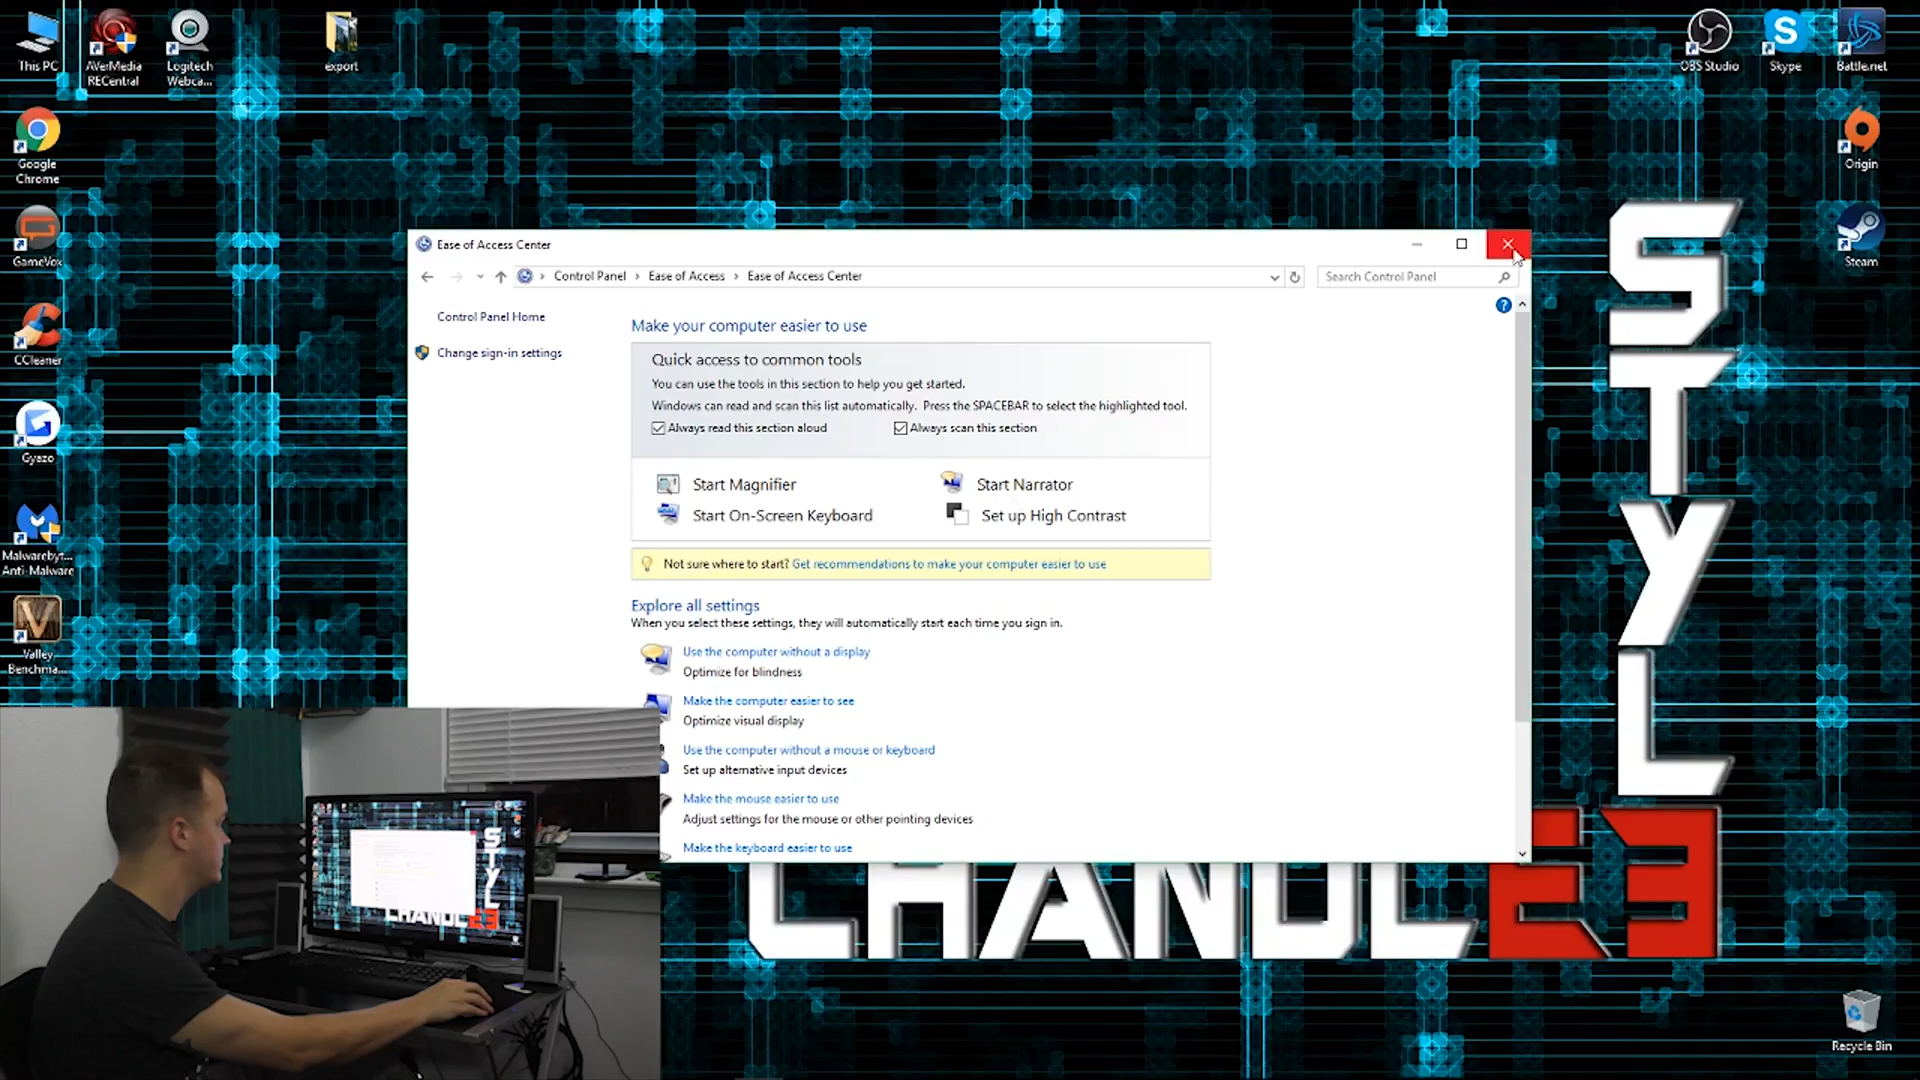 This PC
AVerMedia
RECentral
Logitech
Webca...
export
OBS Studio
Skype
Battle.net
Google
Chrome
Origin
GameVox
Steam
CCleaner
Gyazo
Malwareby...
Anti-Malware
Valley
Benchma...
Ease of Access Center
Control Panel › Ease of Access › Ease of Access Center
Search Control Panel
Control Panel Home
Change sign-in settings
Make your computer easier to use
Quick access to common tools
You can use the tools in this section to help you get started.
Windows can read and scan this list automatically. Press the SPACEBAR to select the highlighted tool.
Always read this section aloud
Always scan this section
Start Magnifier
Start Narrator
Start On-Screen Keyboard
Set up High Contrast
Not sure where to start? Get recommendations to make your computer easier to use
Explore all settings
When you select these settings, they will automatically start each time you sign in.
Use the computer without a display
Optimize for blindness
Make the computer easier to see
Optimize visual display
Use the computer without a mouse or keyboard
Set up alternative input devices
Make the mouse easier to use
Adjust settings for the mouse or other pointing devices
Make the keyboard easier to use
STYL
CHANDLE3
STYL
CHANDLE3
Recycle Bin